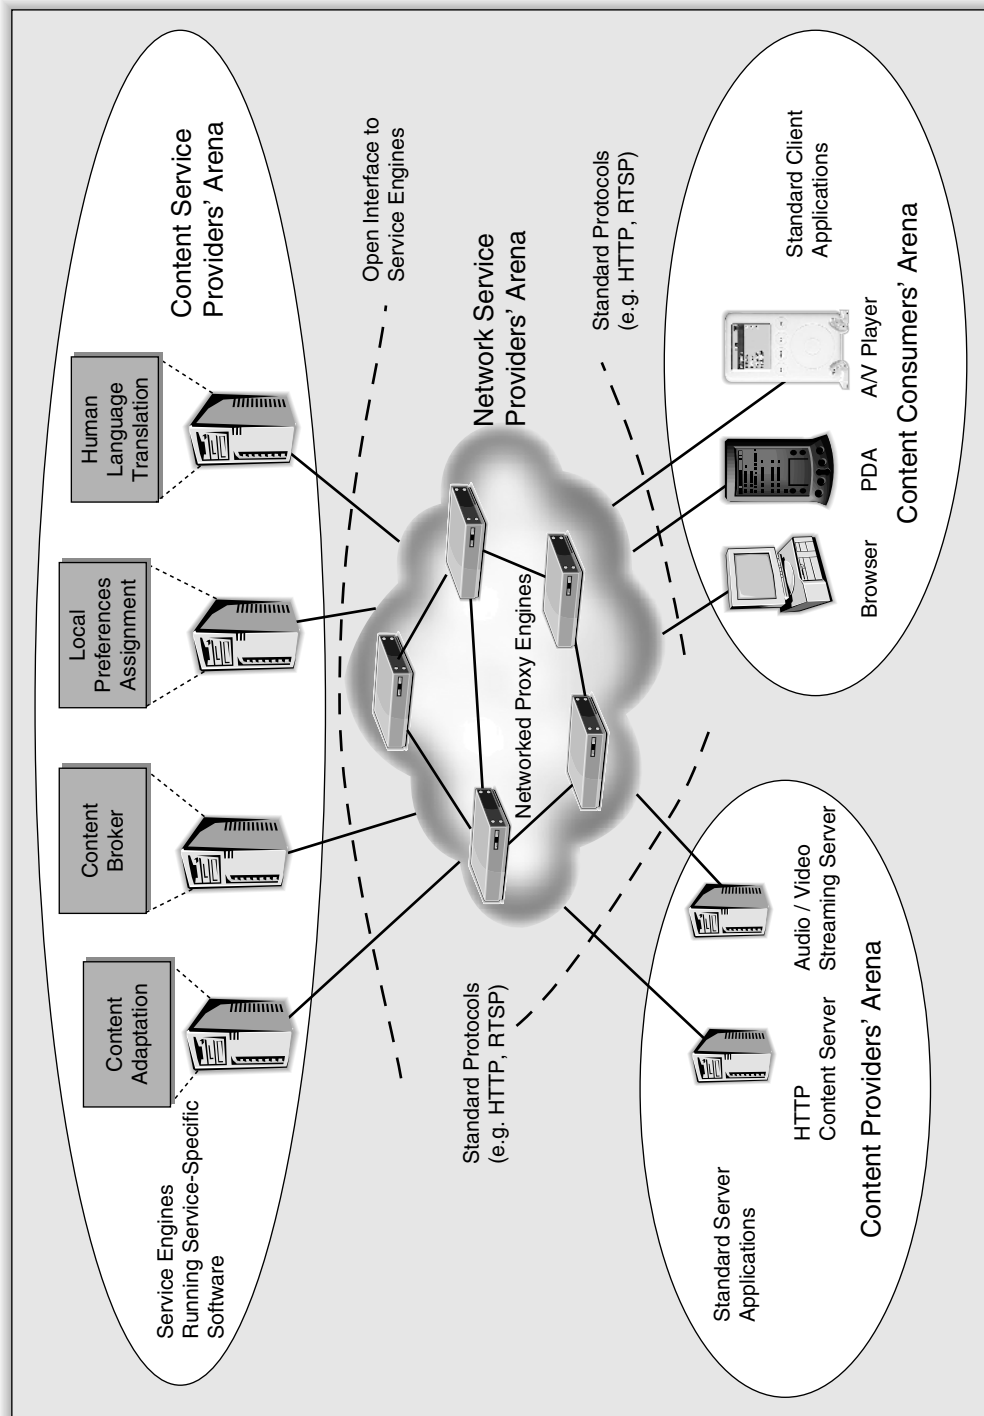 Content
Adaptation
Content
Broker
Local
Preferences
Assignment
Human
Language
Translation
Service Engines
Running Service-Specific
Software
Content Service
Providers’ Arena
Open Interface to
Service Engines
Standard Protocols
(e.g. HTTP, RTSP)
Network Service
Providers’ Arena
Networked Proxy Engines
Standard Protocols
(e.g. HTTP, RTSP)
Standard Server
Applications
HTTP
Content Server
Audio / Video
Streaming Server
Content Providers’ Arena
Standard Client
Applications
Browser
PDA
A/V Player
Content Consumers’ Arena